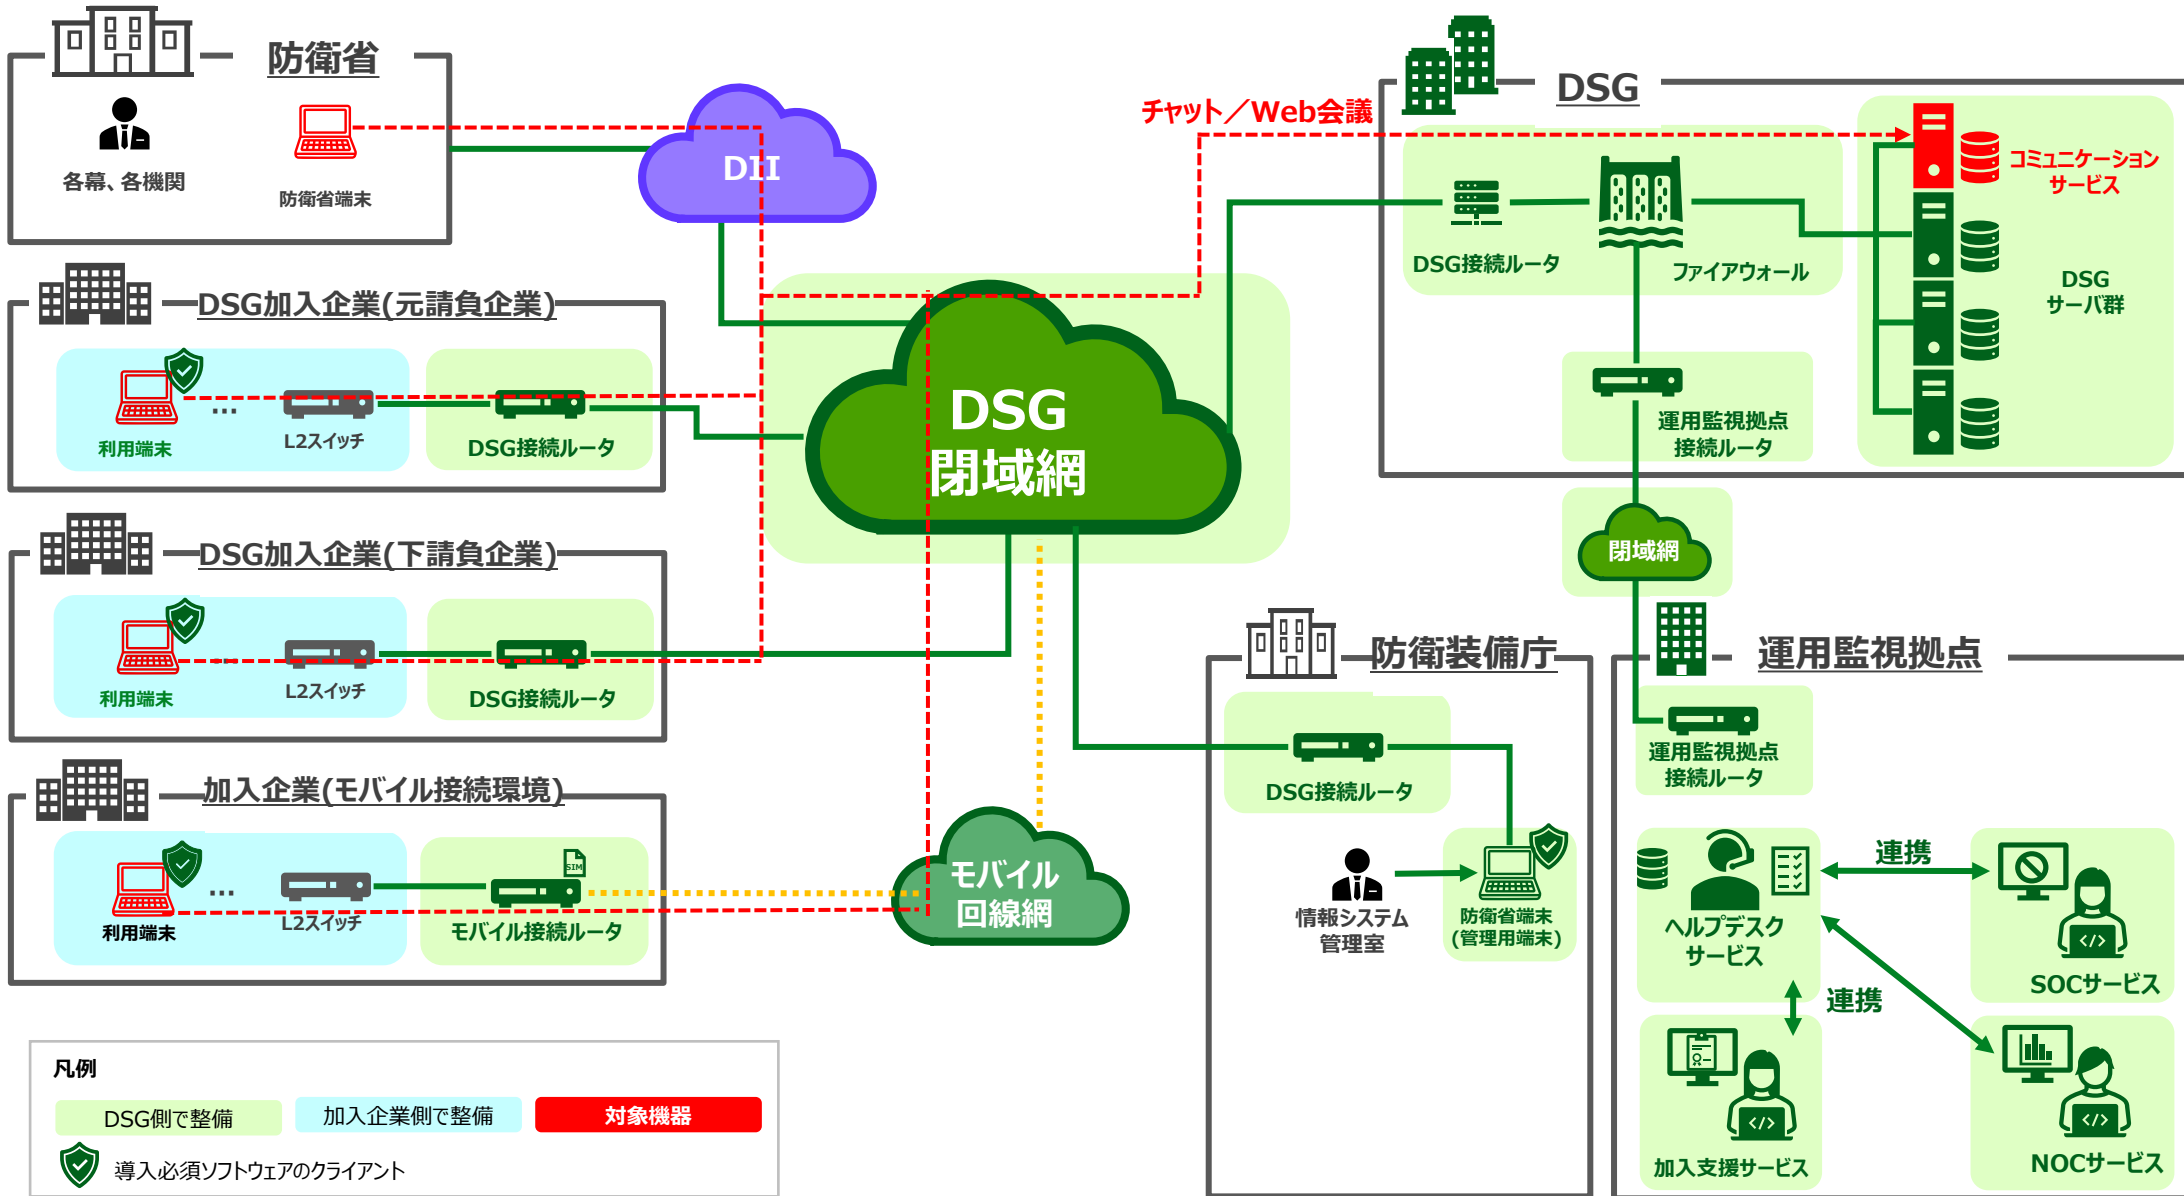 防衛省
各幕、各機関
防衛省端末
DII
DSG加入企業(元請負企業)
利用端末
...
L2スイッチ
DSG接続ルータ
DSG加入企業(下請負企業)
利用端末
...
L2スイッチ
DSG接続ルータ
加入企業(モバイル接続環境)
利用端末
...
L2スイッチ
SIM
モバイル接続ルータ
DSG
閉域網
モバイル
回線網
チャット／Web会議
DSG
DSG接続ルータ
ファイアウォール
コミュニケーション
サービス
DSG
サーバ群
運用監視拠点
接続ルータ
閉域網
防衛装備庁
DSG接続ルータ
情報システム
管理室
防衛省端末
(管理用端末)
運用監視拠点
運用監視拠点
接続ルータ
ヘルプデスク
サービス
連携
</>
SOCサービス
連携
</>
加入支援サービス
</>
NOCサービス
凡例
DSG側で整備
加入企業側で整備
対象機器
導入必須ソフトウェアのクライアント